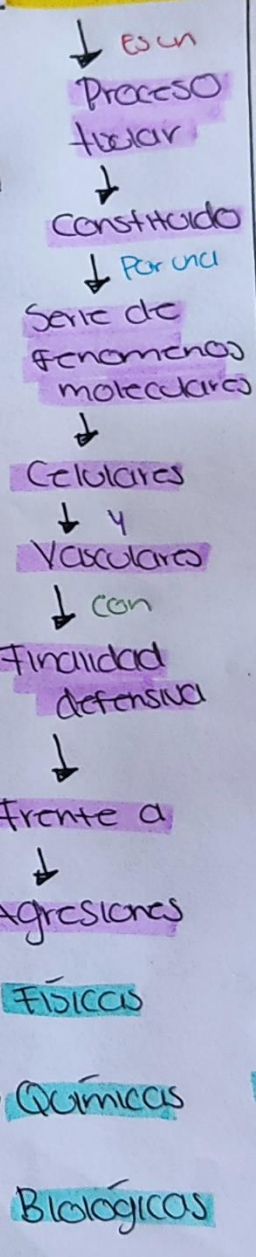 Es un
Proceso
tisular
Constituido
Por una
Serie de
fenomenos
moleculares
Celulares
y
Vasculares
con
Finalidad
defensiva
Frente a
Agresiones
Físicas
Químicas
Biológicas